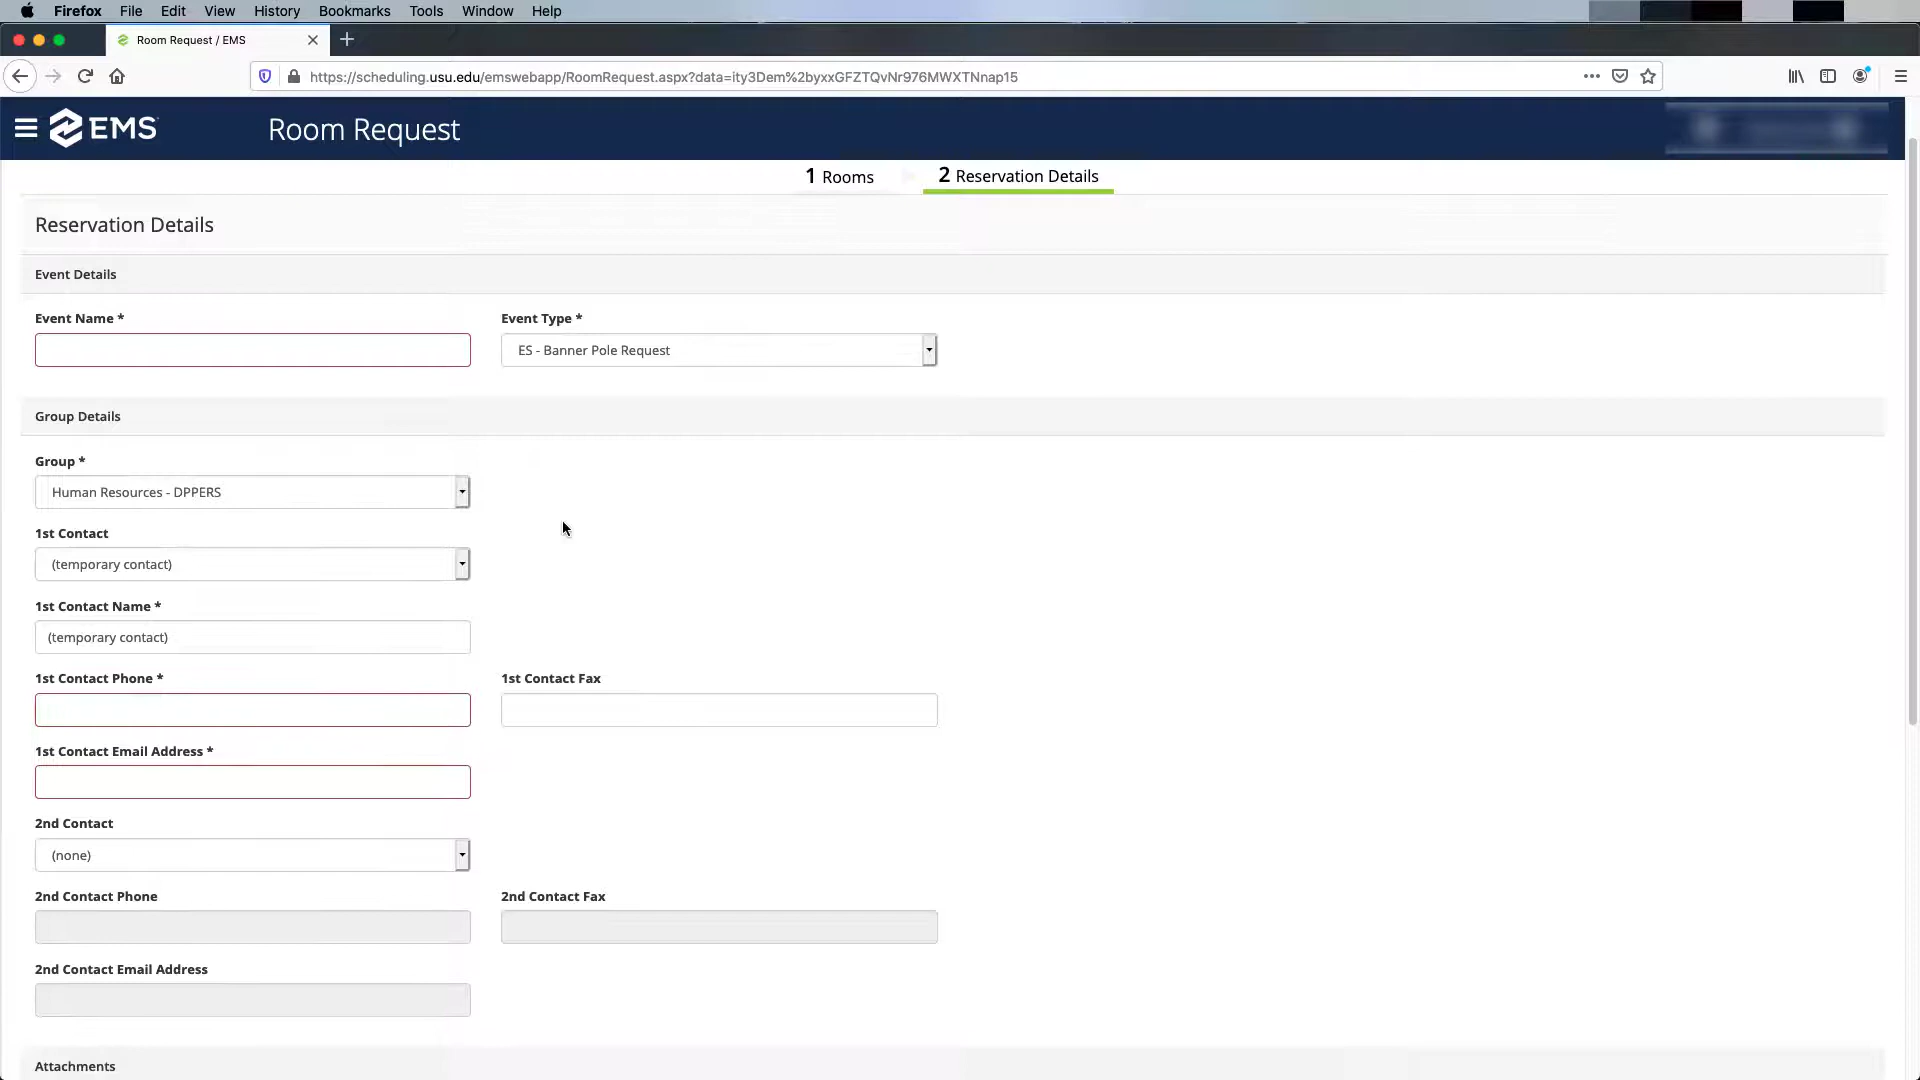 Firefox File Edit View History Bookmarks Tools Window Help
Room Request / EMS
https://scheduling.usu.edu/emswebapp/RoomRequest.aspx?data=ity3Dem%2byxxGFZTQvNr976MWXTNnap15
EMS Room Request
1 Rooms 2 Reservation Details
Reservation Details
Event Details
Event Name * Event Type *
ES - Banner Pole Request
Group Details
Group *
Human Resources - DPPERS
1st Contact
(temporary contact)
1st Contact Name *
(temporary contact)
1st Contact Phone * 1st Contact Fax
1st Contact Email Address *
2nd Contact
(none)
2nd Contact Phone 2nd Contact Fax
2nd Contact Email Address
Attachments